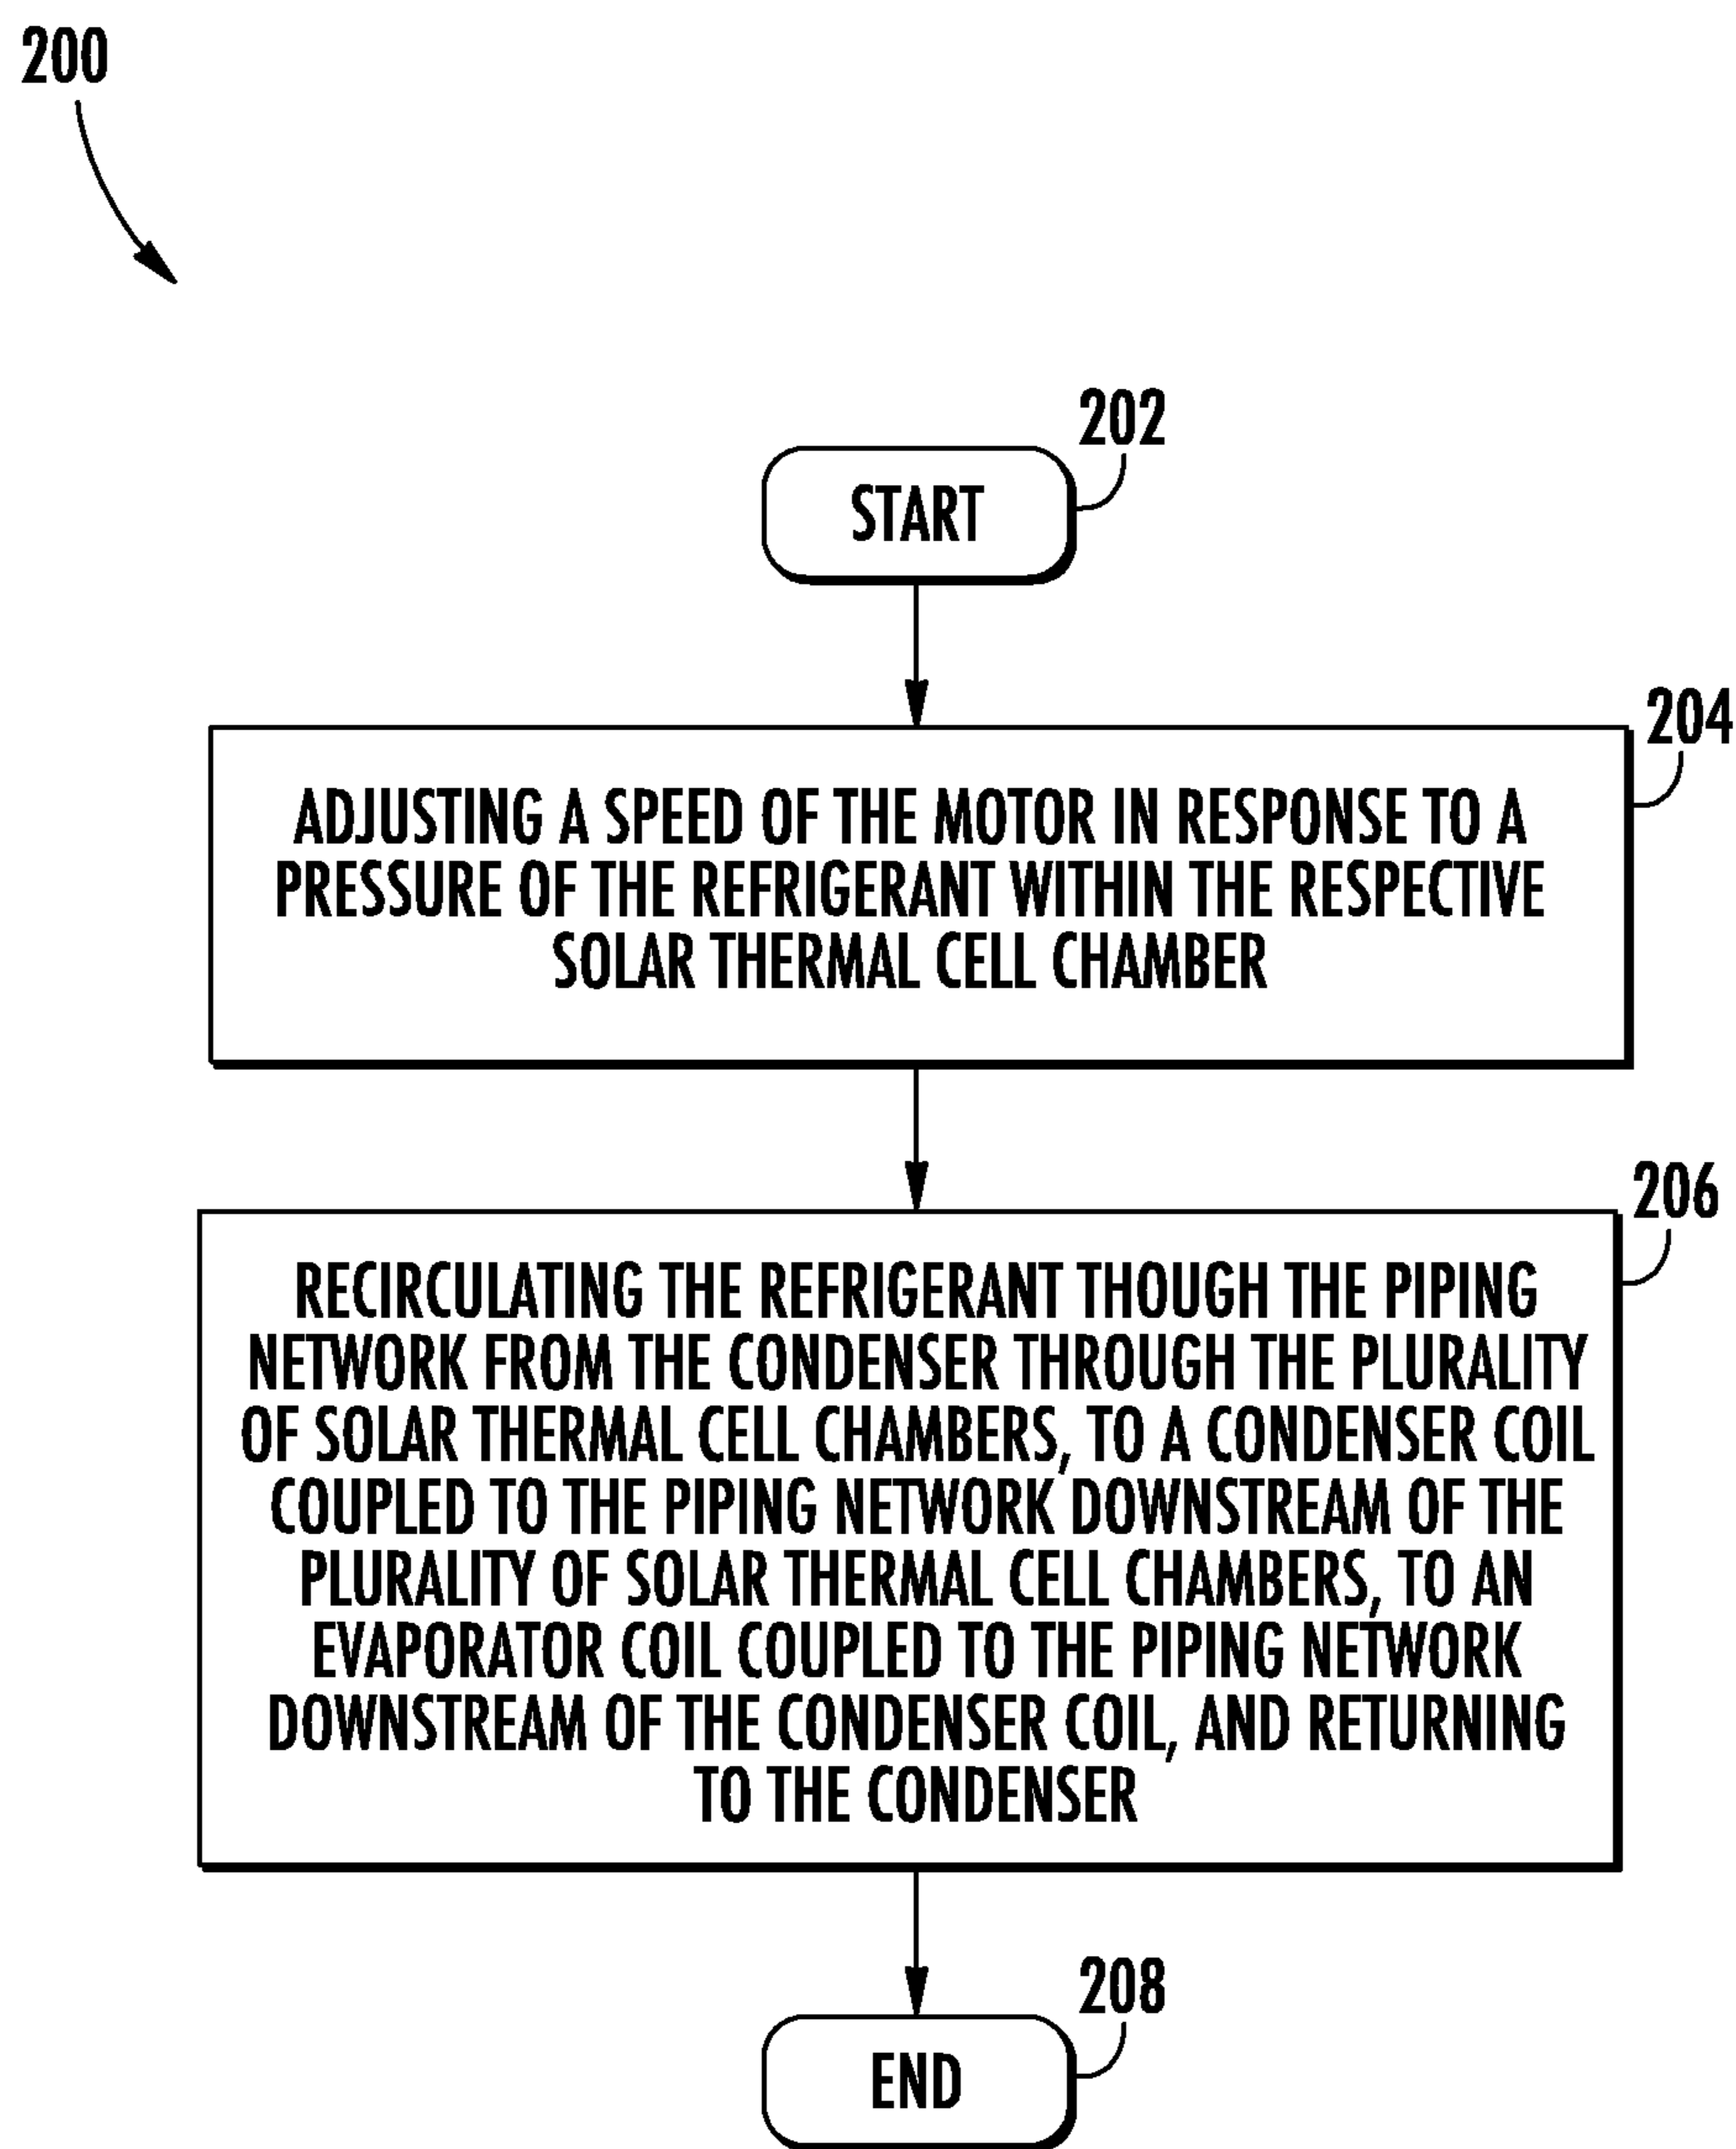 200
202
START
204
ADJUSTING A SPEED OF THE MOTOR IN RESPONSE TO A
PRESSURE OF THE REFRIGERANT WITHIN THE RESPECTIVE
SOLAR THERMAL CELL CHAMBER
206
RECIRCULATING THE REFRIGERANT THOUGH THE PIPING
NETWORK FROM THE CONDENSER THROUGH THE PLURALITY
OF SOLAR THERMAL CELL CHAMBERS, TO A CONDENSER COIL
COUPLED TO THE PIPING NETWORK DOWNSTREAM OF THE
PLURALITY OF SOLAR THERMAL CELL CHAMBERS, TO AN
EVAPORATOR COIL COUPLED TO THE PIPING NETWORK
DOWNSTREAM OF THE CONDENSER COIL, AND RETURNING
TO THE CONDENSER
208
END